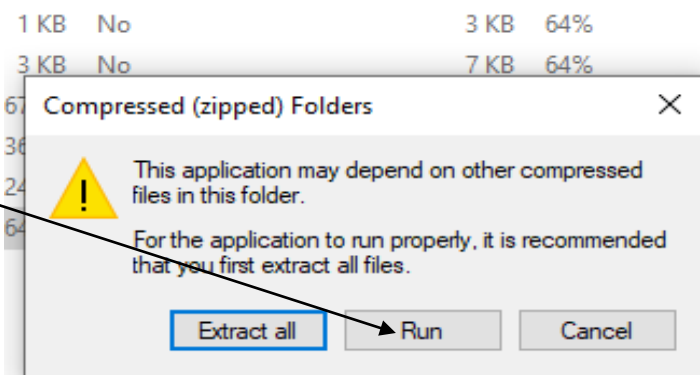 1 KB No 3 KB 64%
3 KB No 7 KB 64%
Compressed (zipped) Folders
This application may depend on other compressed
files in this folder.
For the application to run properly, it is recommended
that you first extract all files.
Extract all Run Cancel